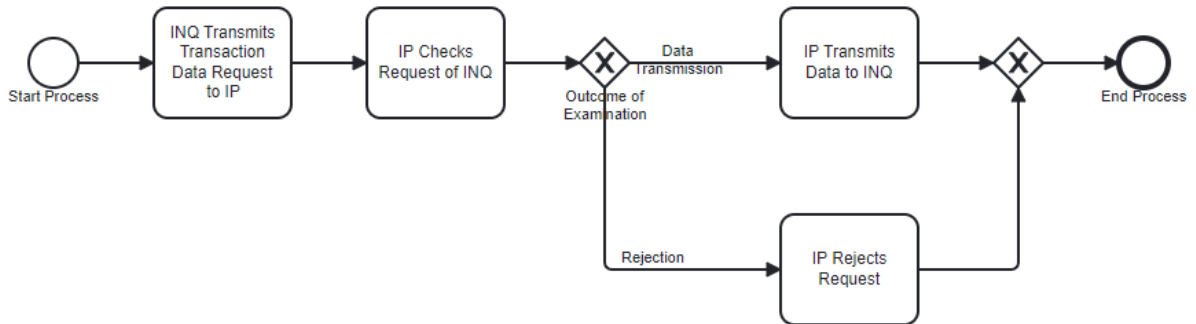 Start Process
INQ Transmits
Transaction
Data Request
to IP
IP Checks
Request of INQ
Outcome of
Examination
Data
Transmission
IP Transmits
Data to INQ
Rejection
IP Rejects
Request
End Process